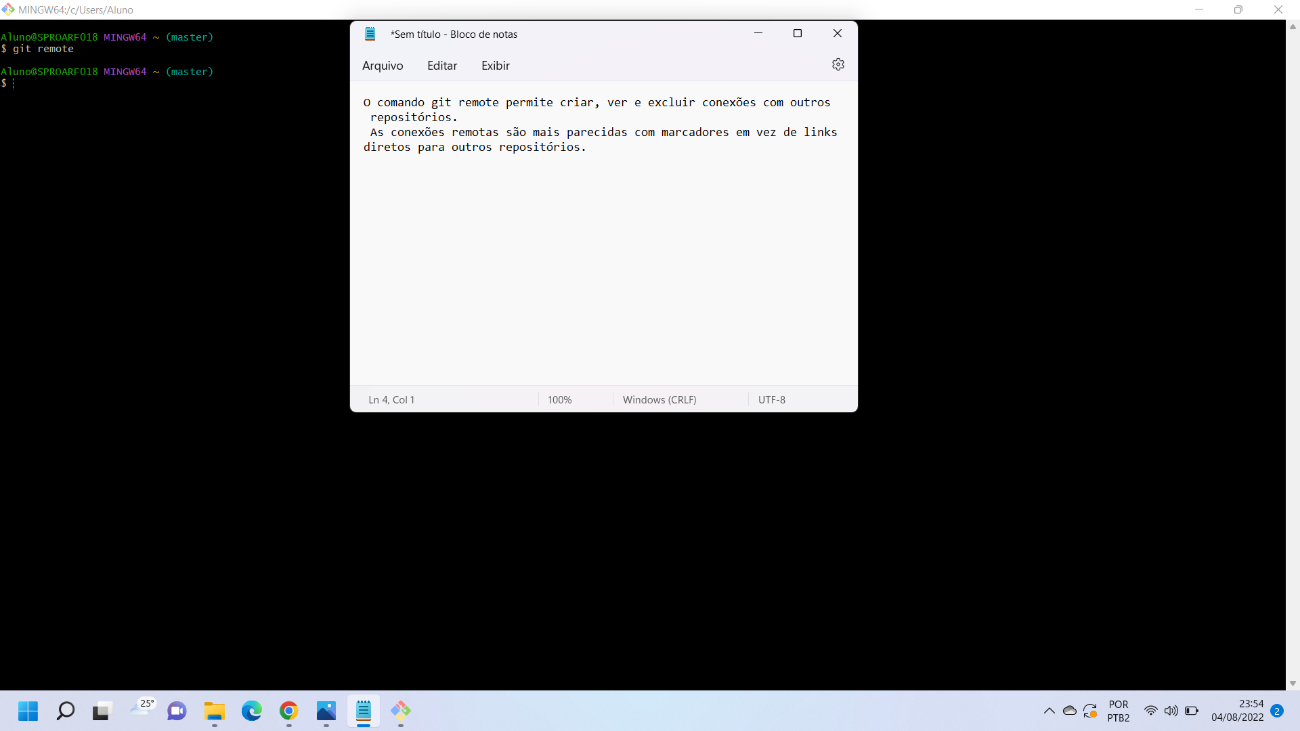 MINGW64:/c/Users/Aluno
Aluno@SPROARF018 MINGW64 ~ (master)
$ git remote
Aluno@SPROARF018 MINGW64 ~ (master)
$
*Sem título - Bloco de notas
Arquivo Editar Exibir
O comando git remote permite criar, ver e excluir conexões com outros
repositórios.
As conexões remotas são mais parecidas com marcadores em vez de links
diretos para outros repositórios.
Ln 4, Col 1 100% Windows (CRLF) UTF-8
25°
POR
PTB2
23:54
04/08/2022
2